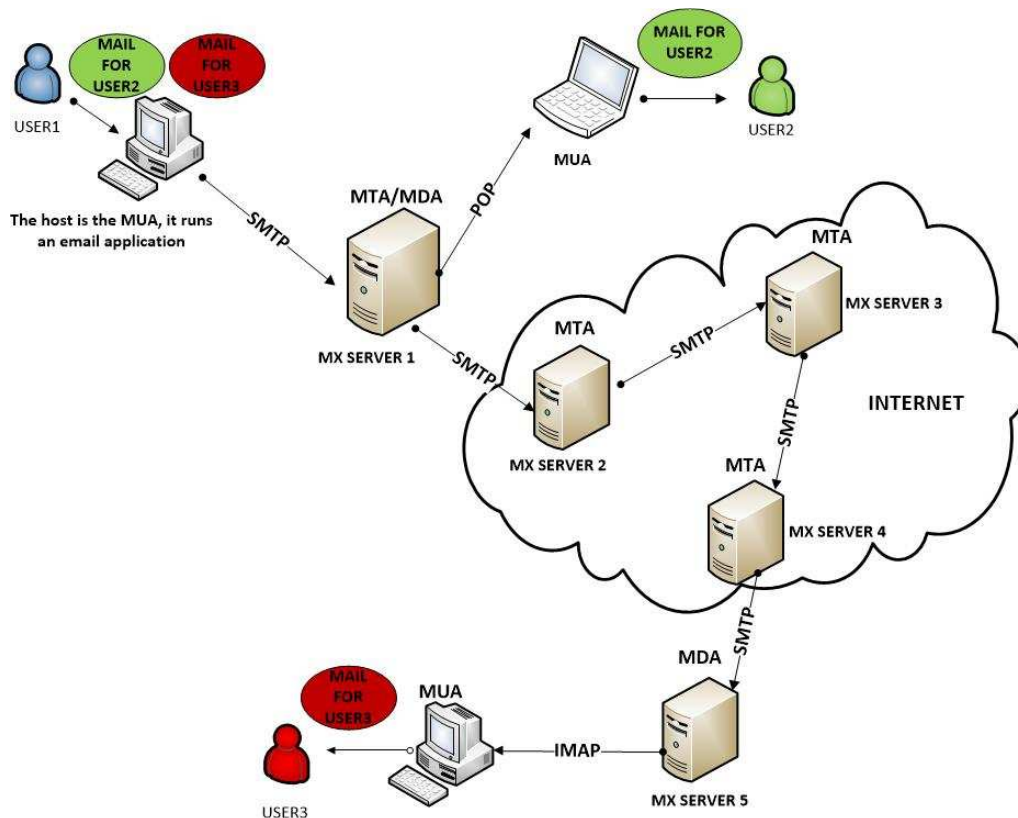 MAIL
FOR
USER2
MAIL
FOR
USER3
USER1
The host is the MUA, it runs
an email application
SMTP
MTA/MDA
MX SERVER 1
POP
MUA
MAIL FOR
USER2
USER2
SMTP
MTA
MX SERVER 2
SMTP
MTA
MX SERVER 3
INTERNET
SMTP
MTA
MX SERVER 4
SMTP
MDA
MX SERVER 5
IMAP
MUA
MAIL
FOR
USER3
USER3